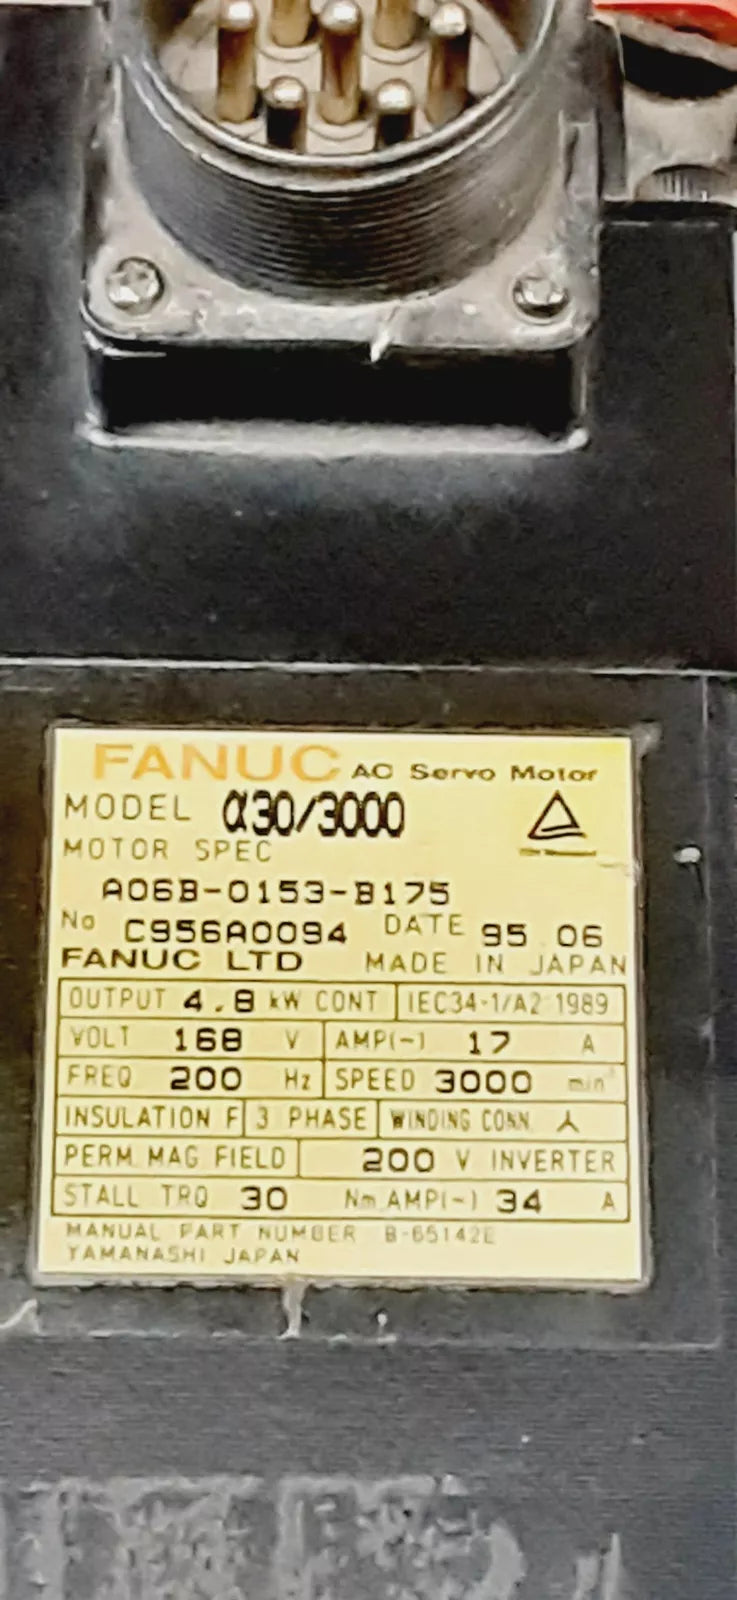 FANUC AC Servo Motor
MODEL α30/3000
MOTOR SPEC
A06B-0153-B175
No C956A0094 DATE 95.06
FANUC LTD MADE IN JAPAN
OUTPUT 4.8 kW CONT IEC34-1/A2:1989
VOLT 168 V AMP(~) 17 A
FREQ 200 Hz SPEED 3000 min⁻¹
INSULATION F 3 PHASE WINDING CONN. 人
PERM.MAG.FIELD 200 V INVERTER
STALL TRQ 30 Nm AMP(~) 34 A
MANUAL PART NUMBER B-65142E
YAMANASHI JAPAN